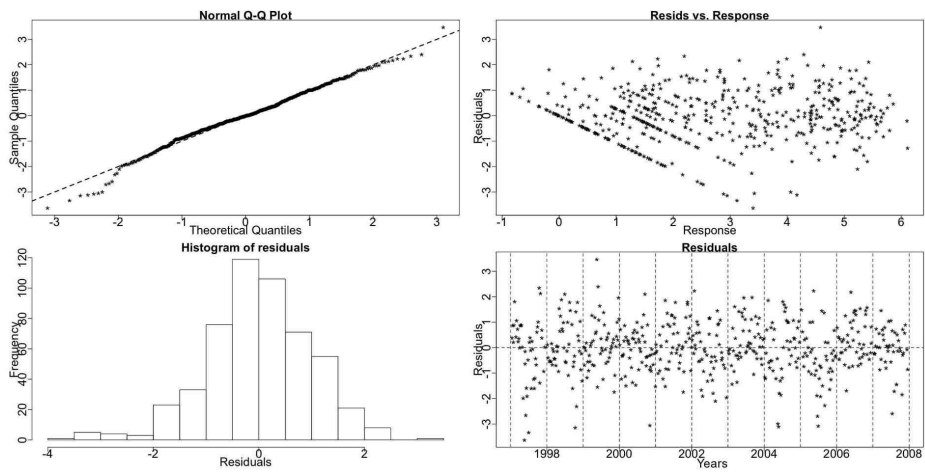 Normal Q-Q Plot
Sample Quantiles
3
2
1
0
-1
-2
-3
-3 -2 -1 0 1 2 3
Theoretical Quantiles
Resids vs. Response
Residuals
3
2
1
0
-1
-2
-3
-1 0 1 2 3 4 5 6
Response
Histogram of residuals
Frequency
120
100
80
60
40
20
0
-4 -2 0 2
Residuals
Residuals
Residuals
3
2
1
0
-1
-2
-3
1998 2000 2002 2004 2006 2008
Years